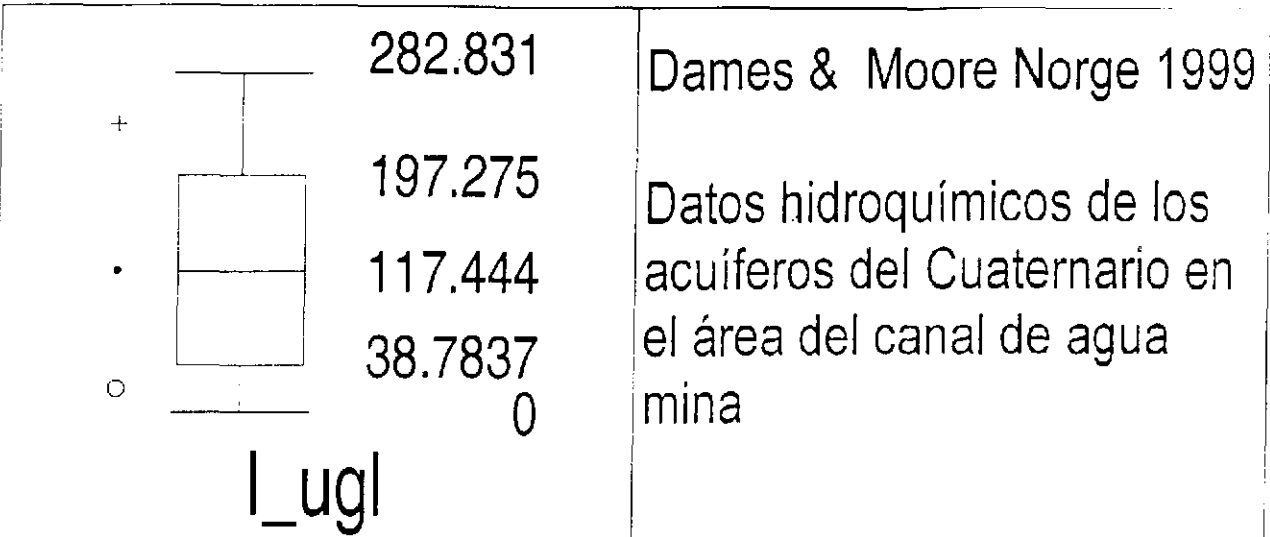 282.831
197.275
117.444
38.7837
0
I_ugl
Dames & Moore Norge 1999
Datos hidroquímicos de los
acuíferos del Cuaternario en
el área del canal de agua
mina